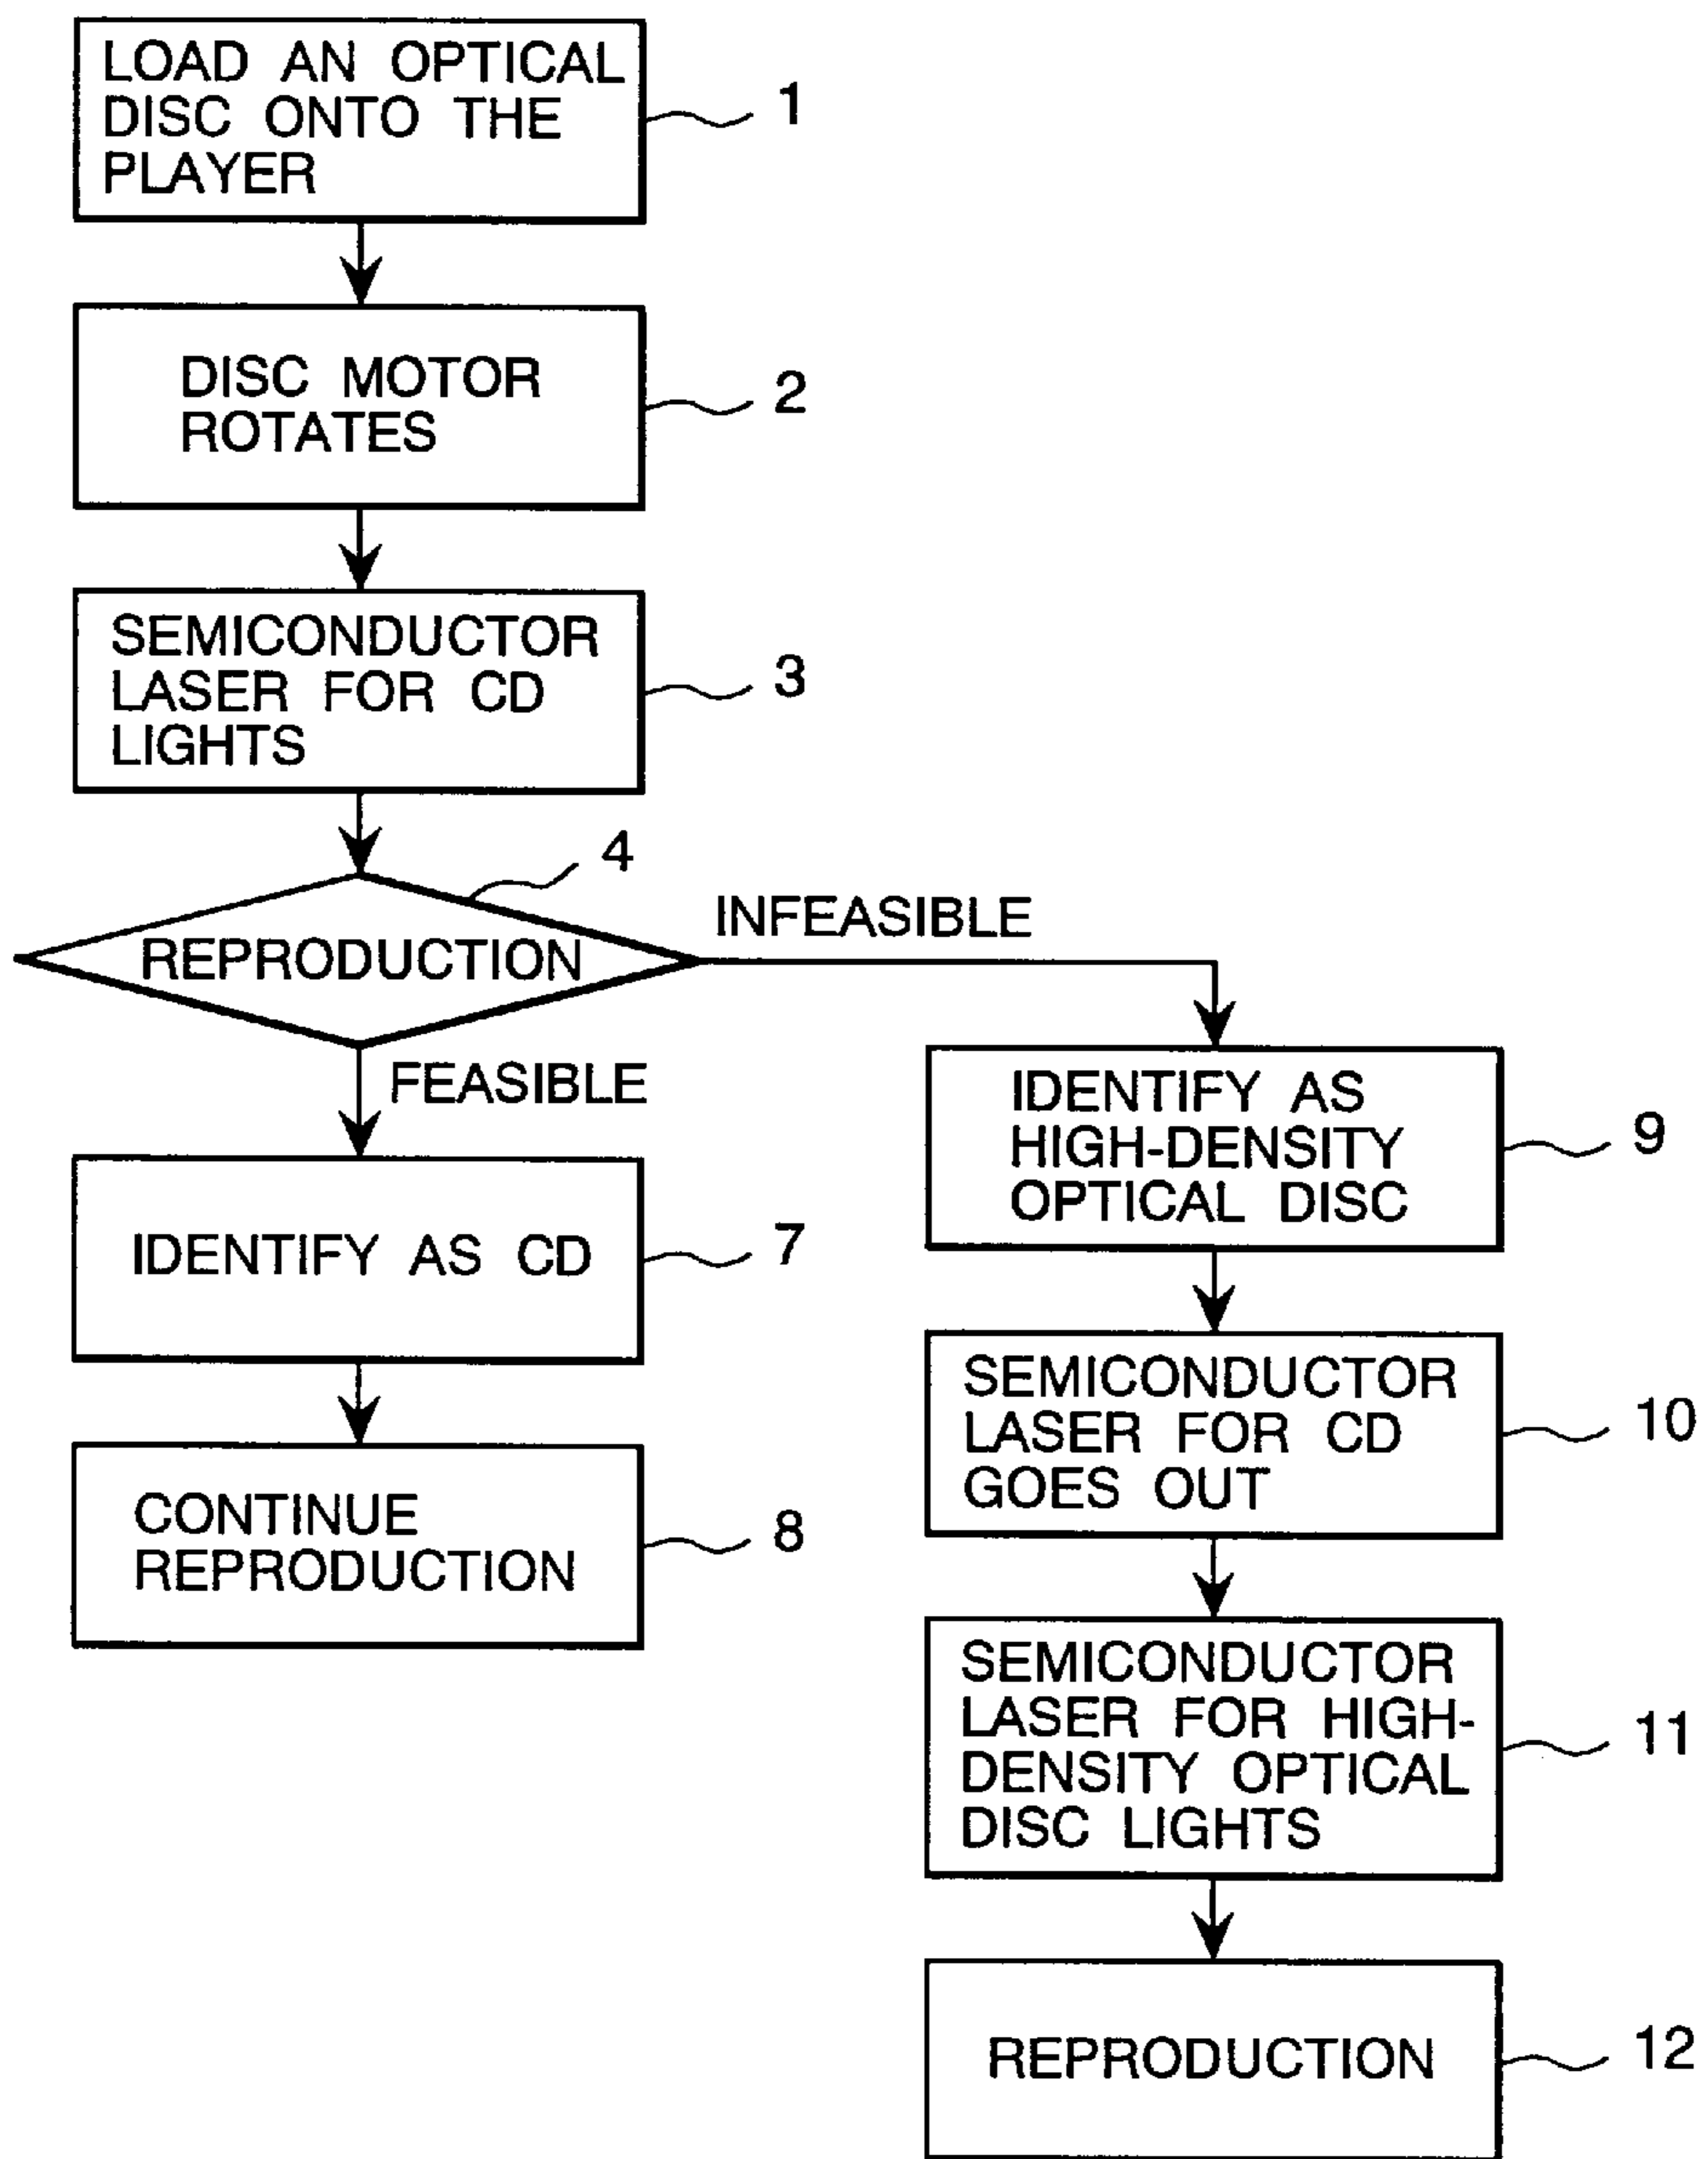 LOAD AN OPTICAL
DISC ONTO THE
PLAYER
1
DISC MOTOR
ROTATES
2
SEMICONDUCTOR
LASER FOR CD
LIGHTS
3
4
REPRODUCTION
INFEASIBLE
FEASIBLE
IDENTIFY AS CD
7
CONTINUE
REPRODUCTION
8
IDENTIFY AS
HIGH-DENSITY
OPTICAL DISC
9
SEMICONDUCTOR
LASER FOR CD
GOES OUT
10
SEMICONDUCTOR
LASER FOR HIGH-
DENSITY OPTICAL
DISC LIGHTS
11
REPRODUCTION
12